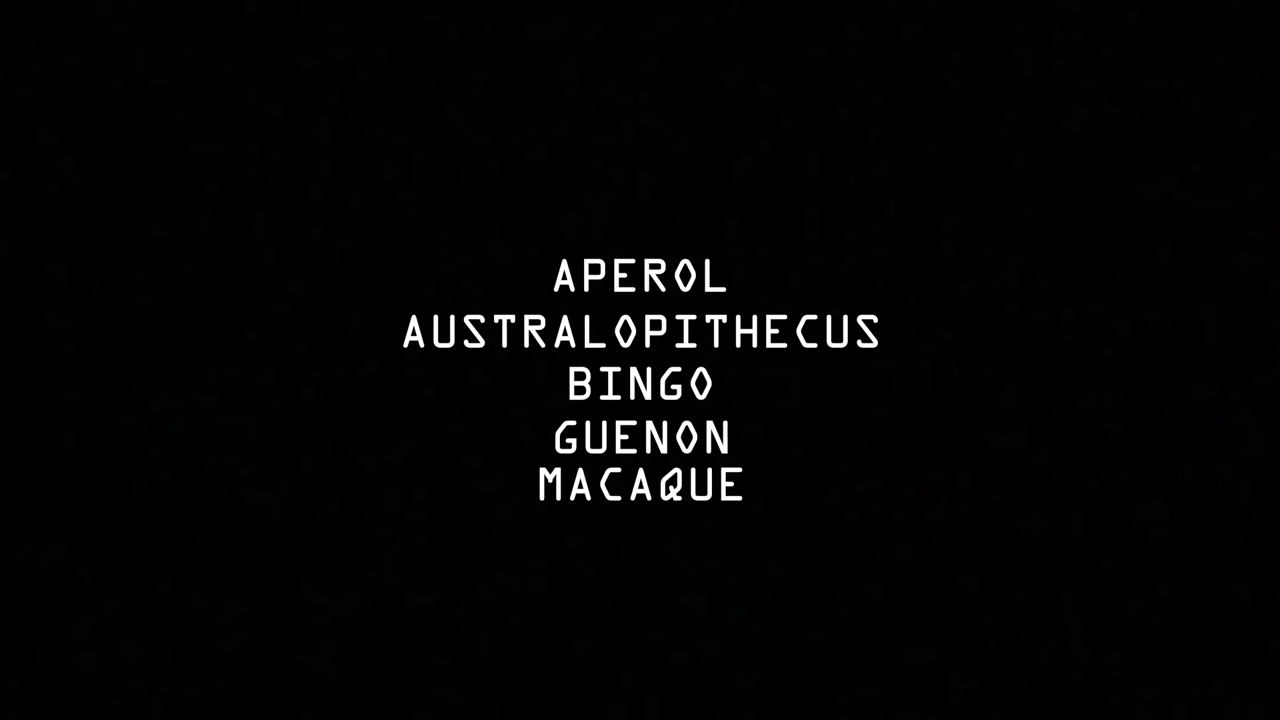 APEROL
AUSTRALOPITHECUS
BINGO
GUENON
MACAQUE